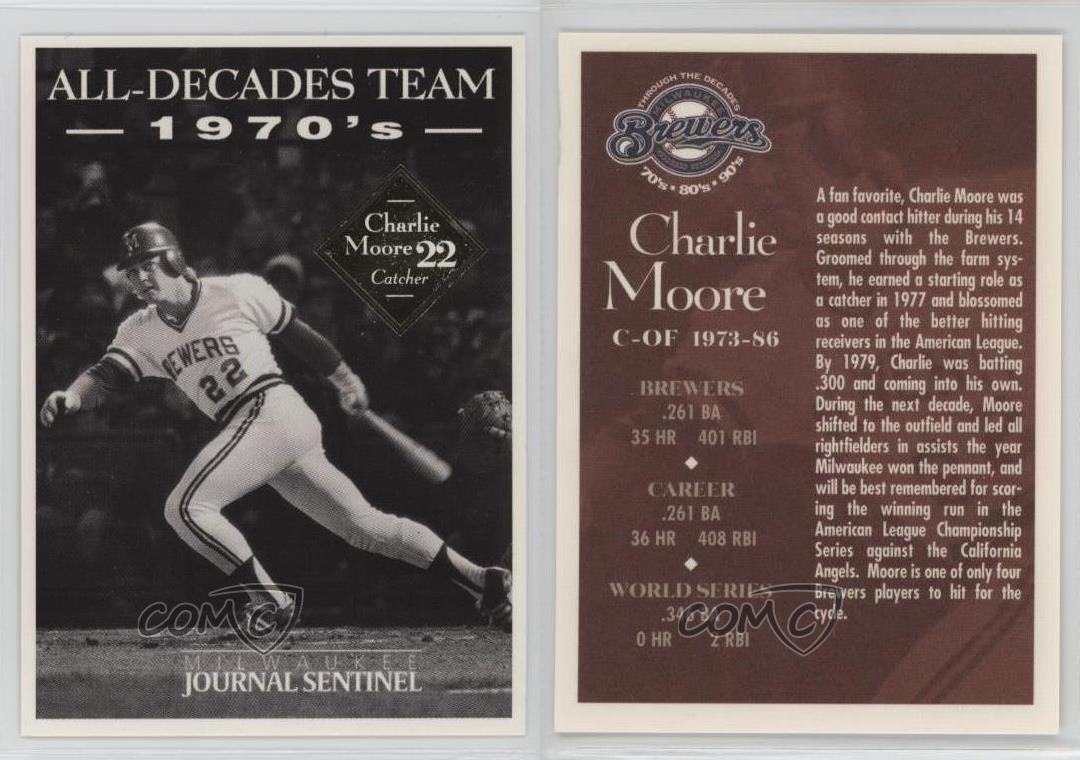 ALL-DECADES TEAM
1970's
Charlie
Moore 22
Catcher
BREWERS
22
COMC
MILWAUKEE
JOURNAL SENTINEL
THROUGH THE DECADES
MILWAUKEE
Brewers
70's • 80's • 90's
Charlie
Moore
C-OF 1973-86
BREWERS
.261 BA
35 HR 401 RBI
CAREER
.261 BA
36 HR 408 RBI
WORLD SERIES
0 HR 2 RBI
COMC
A fan favorite, Charlie Moore was
a good contact hitter during his 14
seasons with the Brewers.
Groomed through the farm sys-
tem, he earned a starting role as
a catcher in 1977 and blossomed
as one of the better hitting
receivers in the American League.
By 1979, Charlie was batting
.300 and coming into his own.
During the next decade, Moore
shifted to the outfield and led all
rightfielders in assists the year
Milwaukee won the pennant, and
will be best remembered for scor-
ing the winning run in the
American League Championship
Series against the California
Angels. Moore is one of only four
Brewers players to hit for the
cycle.